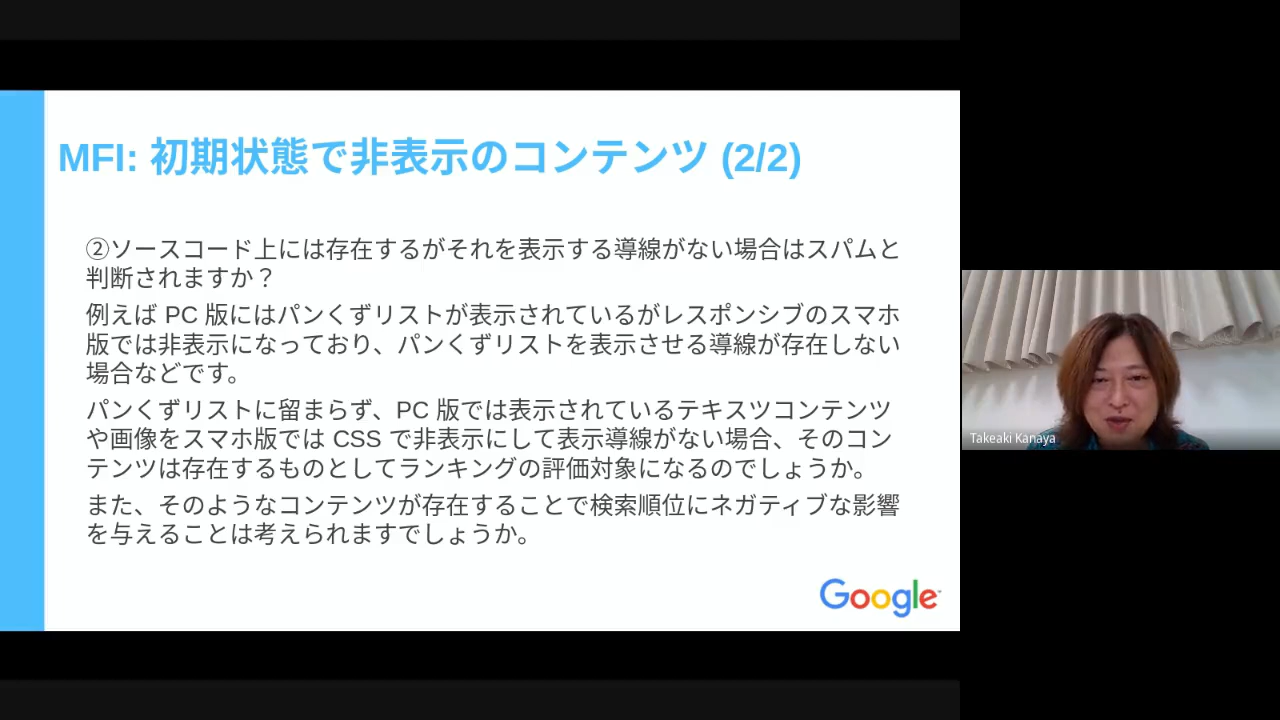 MFI: 初期状態で非表示のコンテンツ (2/2)
②ソースコード上には存在するがそれを表示する導線がない場合はスパムと
判断されますか？
例えば PC 版にはパンくずリストが表示されているがレスポンシブのスマホ
版では非表示になっており、パンくずリストを表示させる導線が存在しない
場合などです。
パンくずリストに留まらず、PC 版では表示されているテキスツコンテンツ
や画像をスマホ版では CSS で非表示にして表示導線がない場合、そのコン
テンツは存在するものとしてランキングの評価対象になるのでしょうか。
また、そのようなコンテンツが存在することで検索順位にネガティブな影響
を与えることは考えられますでしょうか。
Google
Takeaki Kanaya